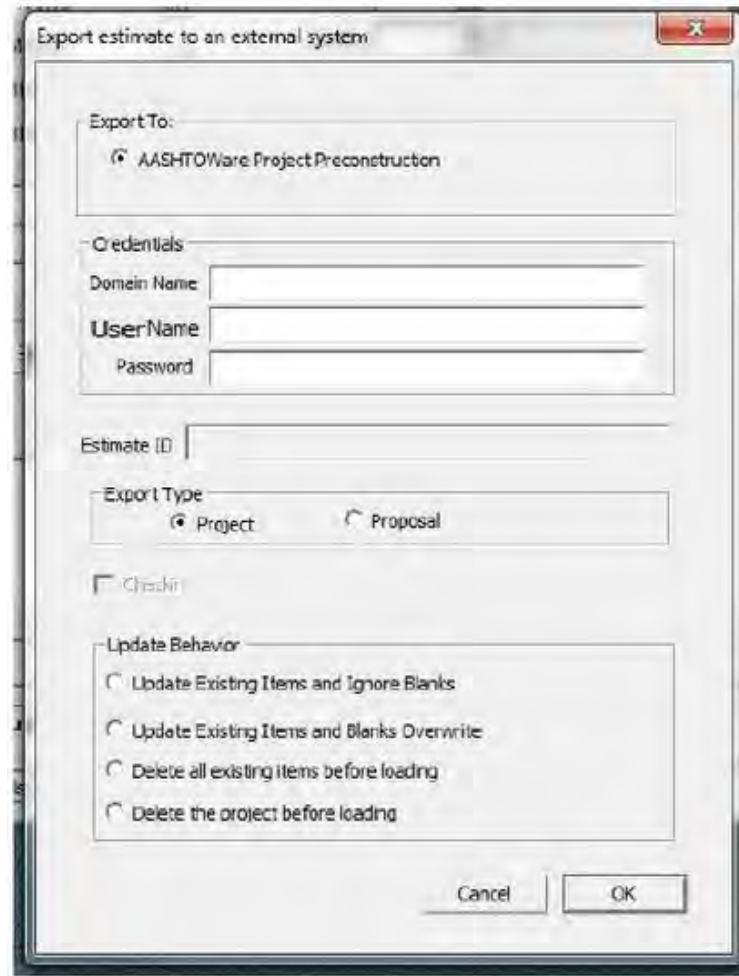 Export estimate to an external system
Export To:
AASHTOWare Project Preconstruction
Credentials
Domain Name
UserName
Password
Estimate ID
Export Type
Project Proposal
Checkin
Update Behavior
Update Existing Items and Ignore Blanks
Update Existing Items and Blanks Overwrite
Delete all existing items before loading
Delete the project before loading
Cancel OK